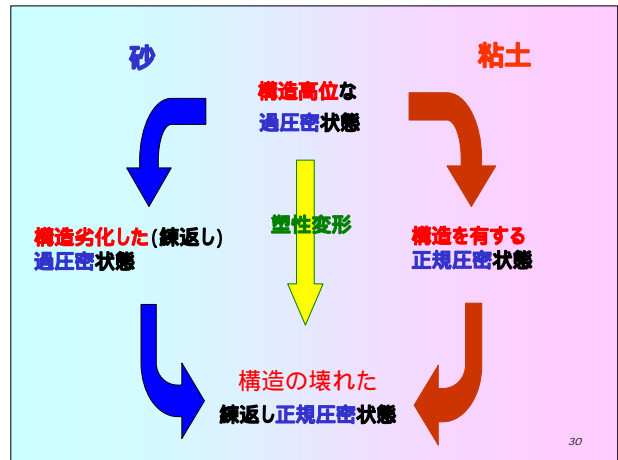 砂
粘土
構造高位な
過圧密状態
塑性変形
構造劣化した(練返し)
過圧密状態
構造を有する
正規圧密状態
構造の壊れた
練返し正規圧密状態
30